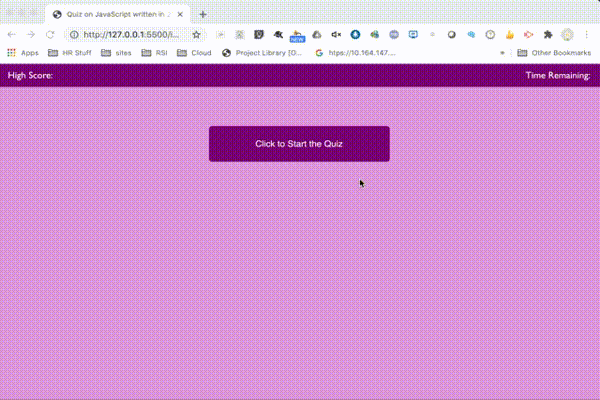 Quiz on JavaScript written in
http://127.0.0.1:5500/i...
NEW
Apps HR Stuff sites RSI Cloud Project Library [O... https://10.164.147.... » Other Bookmarks
High Score: Time Remaining:
Click to Start the Quiz